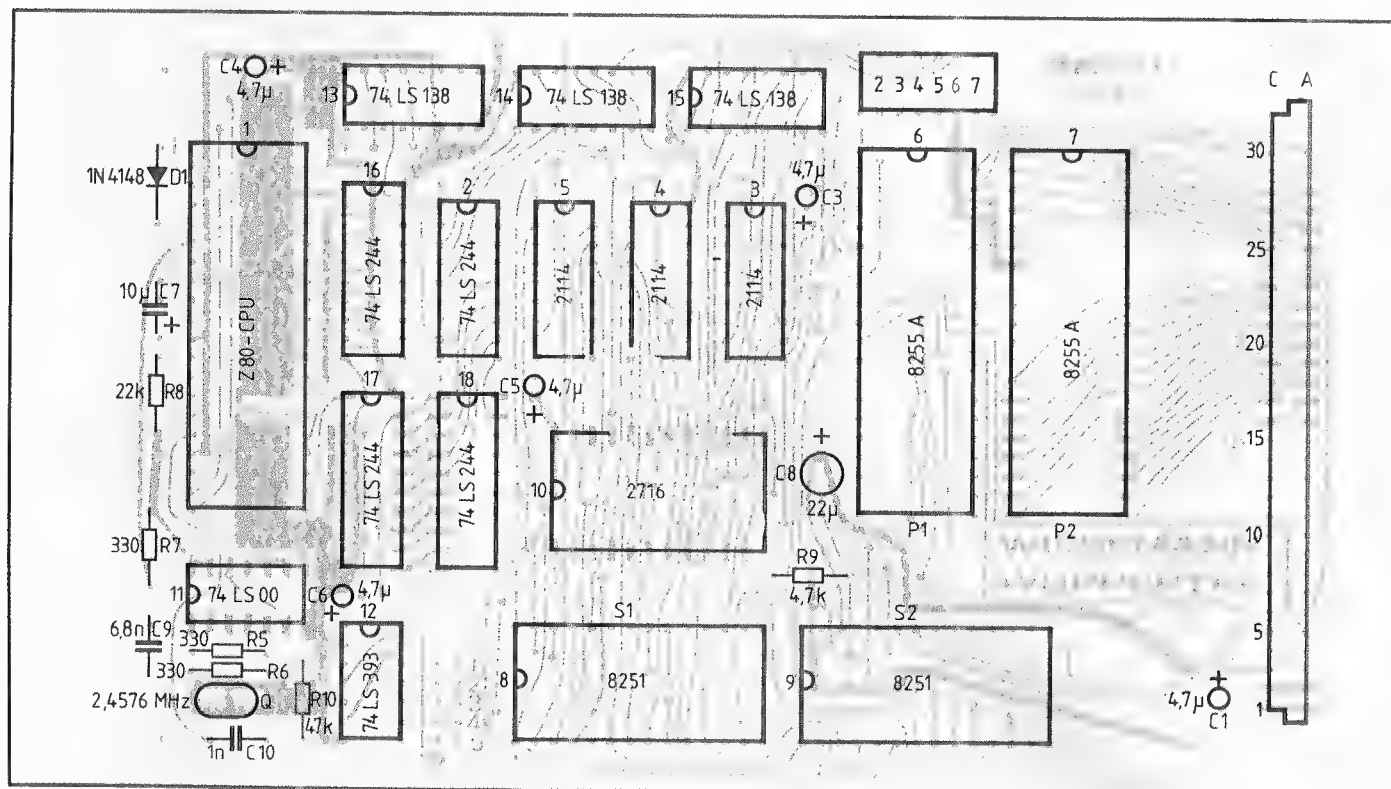 C4 +
4,7µ
13 74 LS 138
14 74 LS 138
15 74 LS 138
2 3 4 5 6 7
C A
1
Z80-CPU
1N4148 D1
16
74 LS 244
2
74 LS 244
5
2114
4
2114
3
2114
4,7µ
C3
+
6
8255 A
P1
7
8255 A
P2
30
25
20
15
10
5
1
10µ C7
+
22k R8
17
74 LS 244
18
74 LS 244
C5 4,7µ
+
10 2716
+
C8
22µ
330 R7
11 74 LS 00
C6 4,7µ
+
12
74 LS 393
R9
4,7k
6,8n C9
330 R5
330 R6
2,4576 MHz Q
R10
47k
1n C10
S1
8 8251
S2
9 8251
+
4,7µ
C1